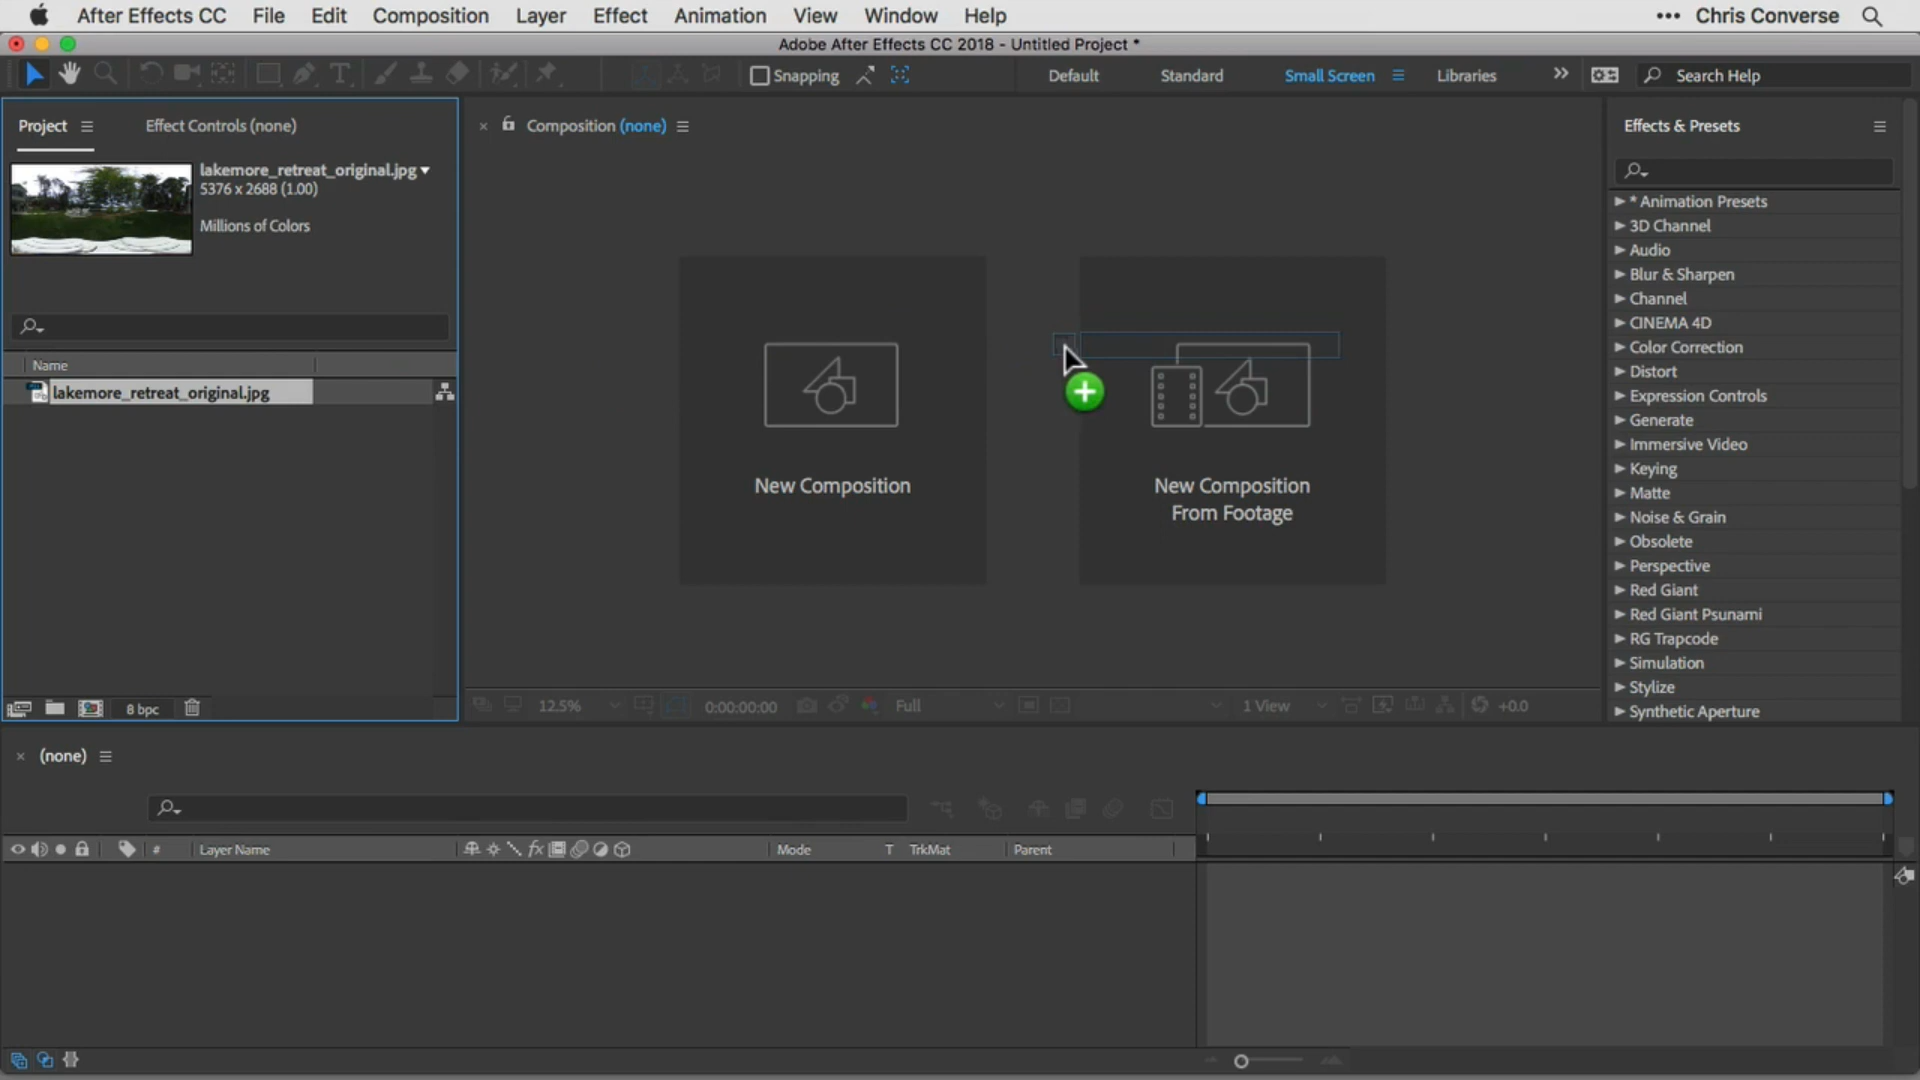 After Effects CC File Edit Composition Layer Effect Animation View Window Help ••• Chris Converse
Adobe After Effects CC 2018 - Untitled Project *
Snapping Default Standard Small Screen Libraries Search Help
Project Effect Controls (none) Composition (none) Effects & Presets
lakemore_retreat_original.jpg
5376 x 2688 (1.00)
Millions of Colors
Name
lakemore_retreat_original.jpg
New Composition
New Composition
From Footage
* Animation Presets
3D Channel
Audio
Blur & Sharpen
Channel
CINEMA 4D
Color Correction
Distort
Expression Controls
Generate
Immersive Video
Keying
Matte
Noise & Grain
Obsolete
Perspective
Red Giant
Red Giant Psunami
RG Trapcode
Simulation
Stylize
Synthetic Aperture
8 bpc 12.5% 0:00:00:00 Full 1 View +0.0
(none)
# Layer Name fx Mode T TrkMat Parent